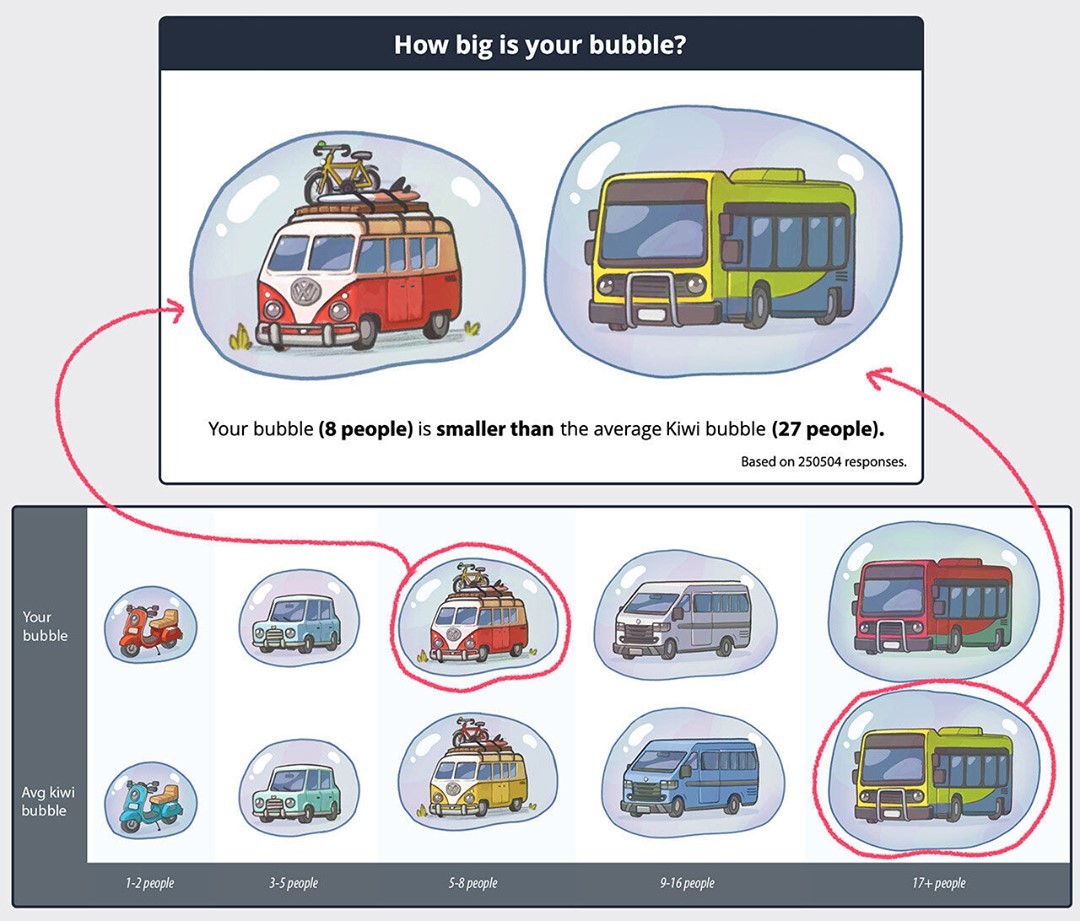 How big is your bubble?
Your bubble (8 people) is smaller than the average Kiwi bubble (27 people).
Based on 250504 responses.
Your
bubble
Avg kiwi
bubble
1-2 people
3-5 people
5-8 people
9-16 people
17+ people